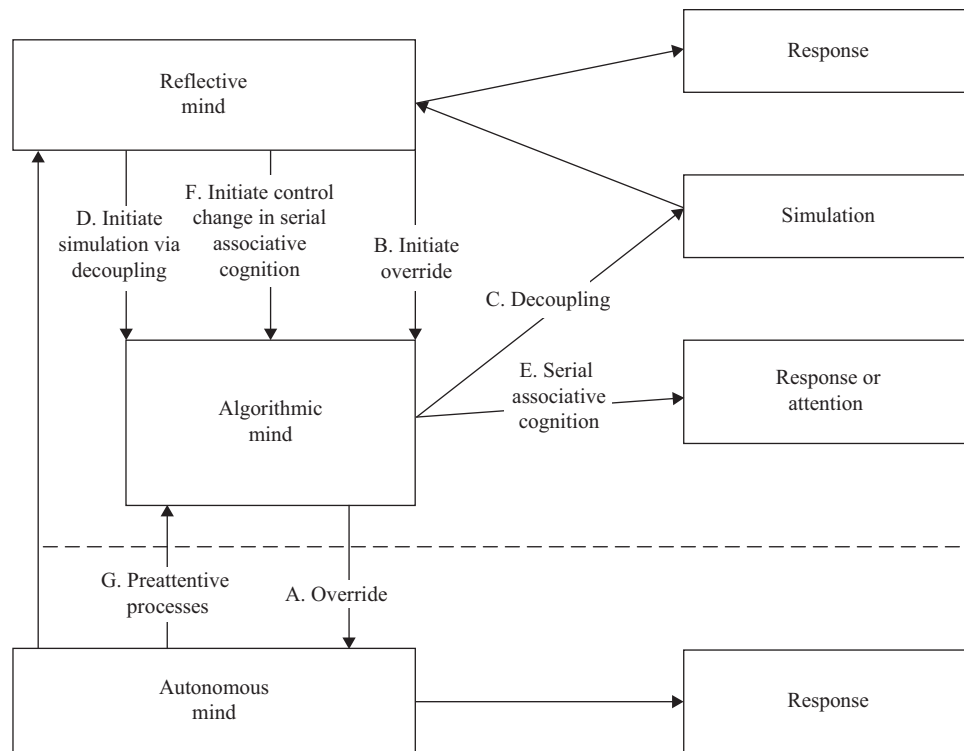 Reflective
mind
Response
D. Initiate
simulation via
decoupling
F. Initiate control
change in serial
associative
cognition
B. Initiate
override
Simulation
C. Decoupling
Algorithmic
mind
E. Serial
associative
cognition
Response or
attention
G. Preattentive
processes
A. Override
Autonomous
mind
Response